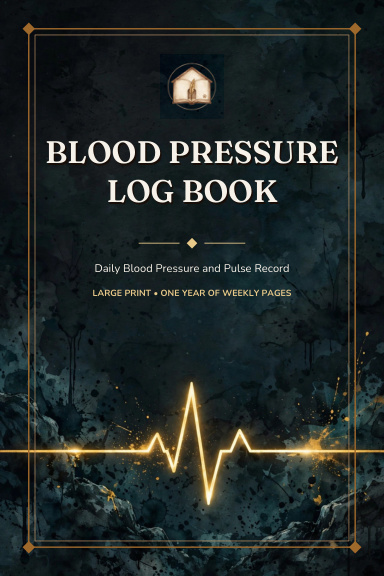 BLOOD PRESSURE
LOG BOOK
Daily Blood Pressure and Pulse Record
LARGE PRINT • ONE YEAR OF WEEKLY PAGES